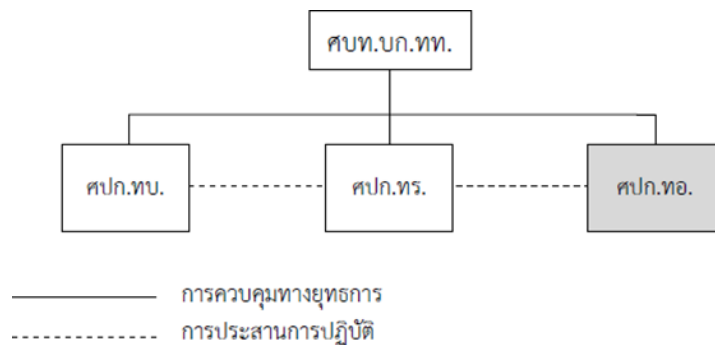 ศบท.บก.ทท.
ศปก.ทบ.
ศปก.ทร.
ศปก.ทอ.
การควบคุมทางยุทธการ
การประสานการปฏิบัติ